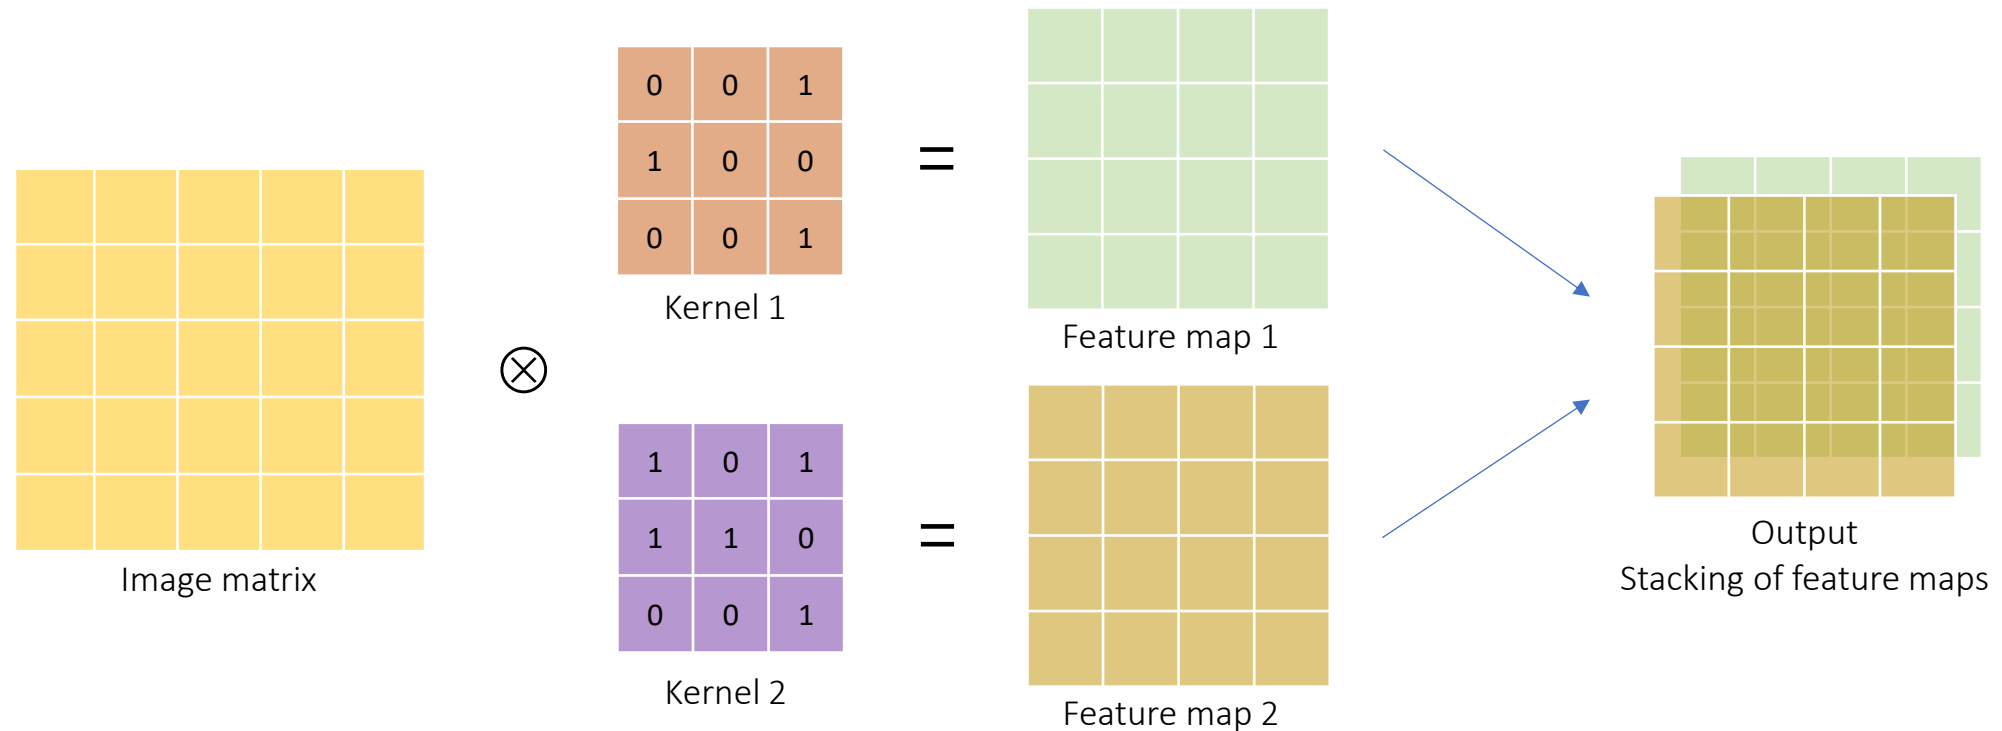 0 0 1
1 0 0
0 0 1
Kernel 1
=
Feature map 1
Image matrix
⊗
1 0 1
1 1 0
0 0 1
Kernel 2
=
Feature map 2
Output
Stacking of feature maps